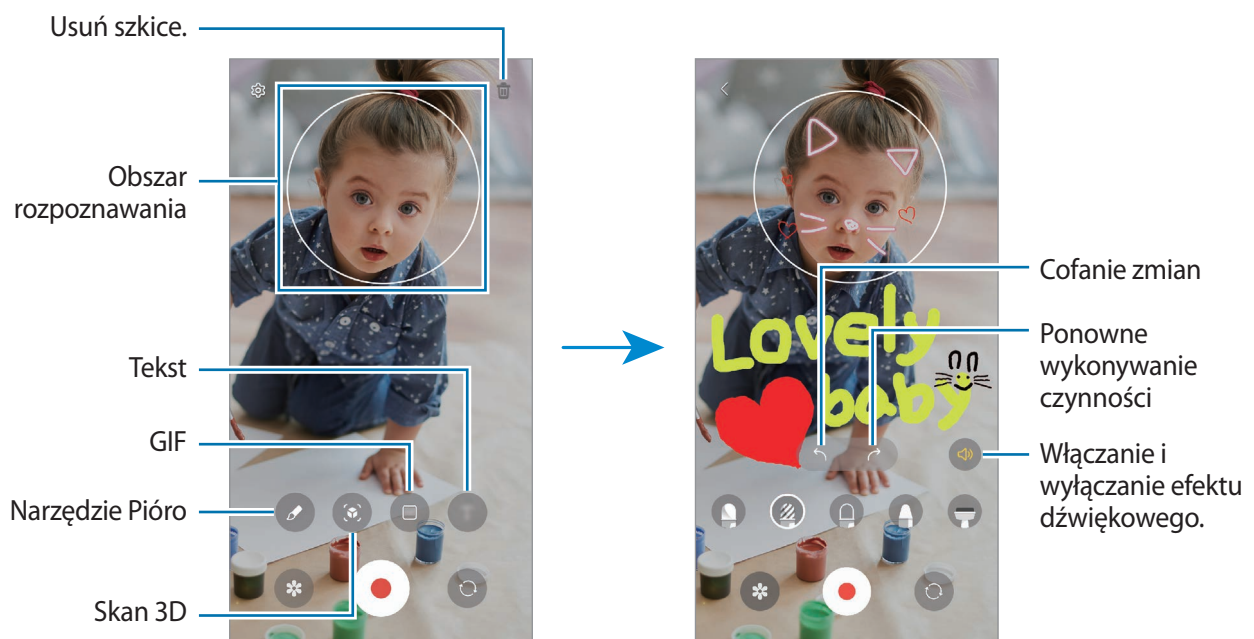 Usuń szkice.
Obszar
rozpoznawania
Tekst
GIF
Narzędzie Pióro
Skan 3D
Lovely
baby
Cofanie zmian
Ponowne
wykonywanie
czynności
Włączanie i
wyłączanie efektu
dźwiękowego.